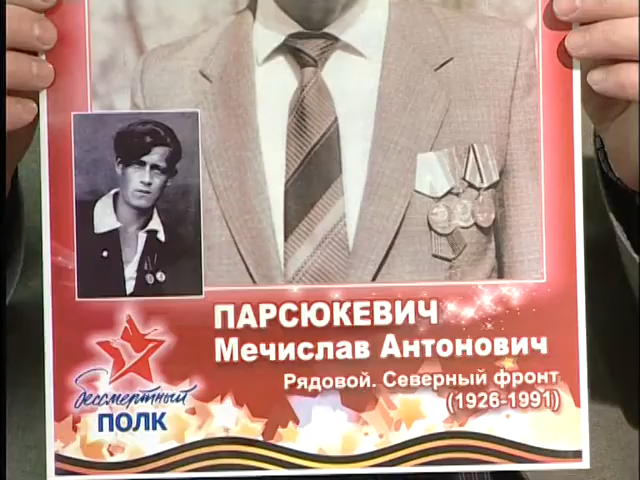 ПАРСЮКЕВИЧ
Мечислав Антонович
Рядовой. Северный фронт
(1926-1991)
бессмертный
ПОЛК